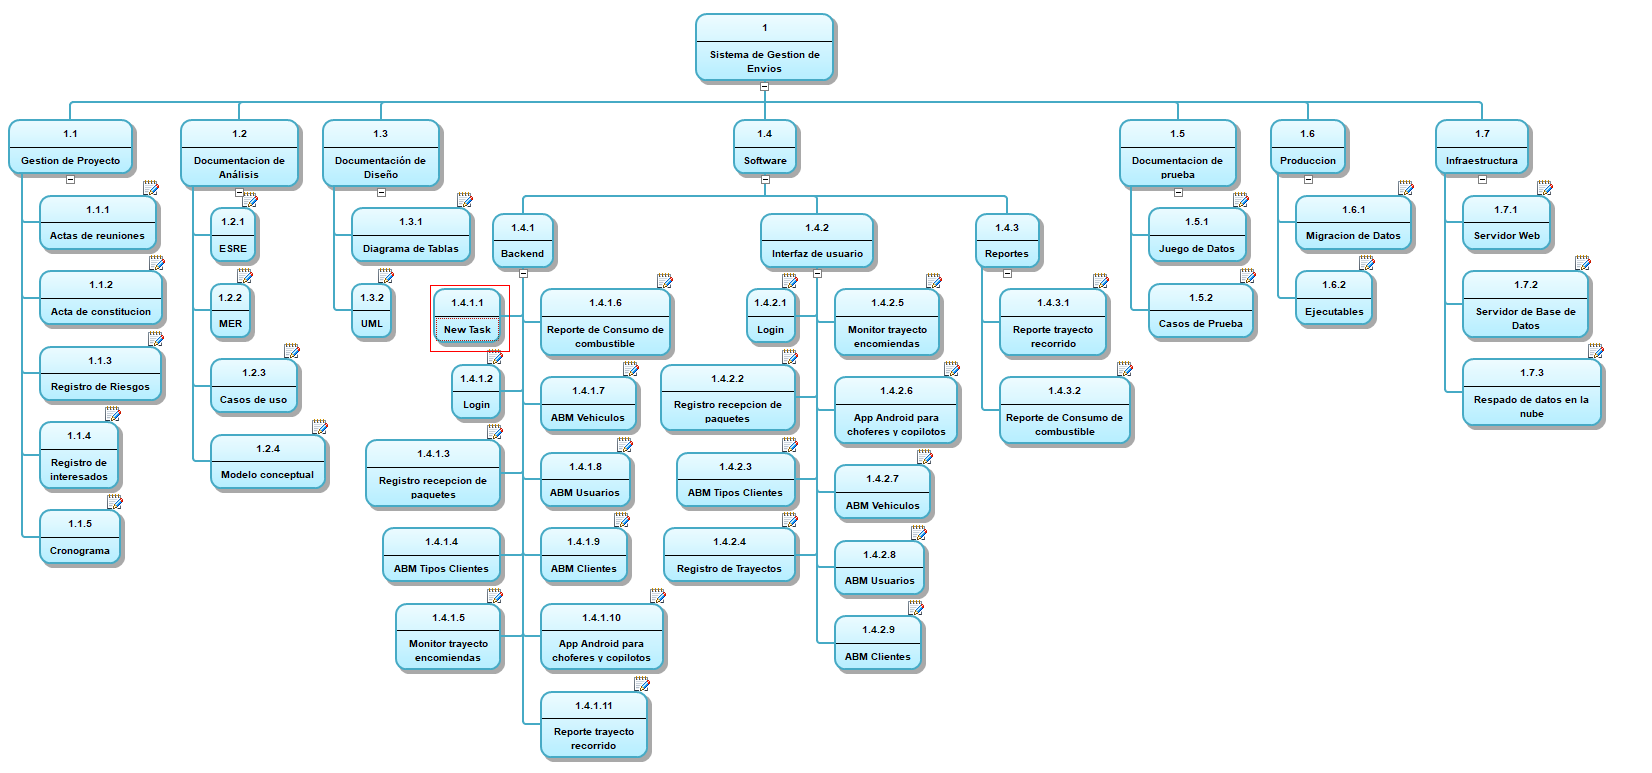 1
Sistema de Gestion de
Envios
1.1
Gestion de Proyecto
1.1.1
Actas de reuniones
1.1.2
Acta de constitucion
1.1.3
Registro de Riesgos
1.1.4
Registro de
interesados
1.1.5
Cronograma
1.2
Documentacion de
Análisis
1.2.1
ESRE
1.2.2
MER
1.2.3
Casos de uso
1.2.4
Modelo conceptual
1.3
Documentación de
Diseño
1.3.1
Diagrama de Tablas
1.3.2
UML
1.4
Software
1.4.1
Backend
1.4.1.1
New Task
1.4.1.2
Login
1.4.1.3
Registro recepcion de
paquetes
1.4.1.4
ABM Tipos Clientes
1.4.1.5
Monitor trayecto
encomiendas
1.4.1.6
Reporte de Consumo de
combustible
1.4.1.7
ABM Vehiculos
1.4.1.8
ABM Usuarios
1.4.1.9
ABM Clientes
1.4.1.10
App Android para
choferes y copilotos
1.4.1.11
Reporte trayecto
recorrido
1.4.2
Interfaz de usuario
1.4.2.1
Login
1.4.2.2
Registro recepcion de
paquetes
1.4.2.3
ABM Tipos Clientes
1.4.2.4
Registro de Trayectos
1.4.2.5
Monitor trayecto
encomiendas
1.4.2.6
App Android para
choferes y copilotos
1.4.2.7
ABM Vehiculos
1.4.2.8
ABM Usuarios
1.4.2.9
ABM Clientes
1.4.3
Reportes
1.4.3.1
Reporte trayecto
recorrido
1.4.3.2
Reporte de Consumo de
combustible
1.5
Documentacion de
prueba
1.5.1
Juego de Datos
1.5.2
Casos de Prueba
1.6
Produccion
1.6.1
Migracion de Datos
1.6.2
Ejecutables
1.7
Infraestructura
1.7.1
Servidor Web
1.7.2
Servidor de Base de
Datos
1.7.3
Respado de datos en la
nube